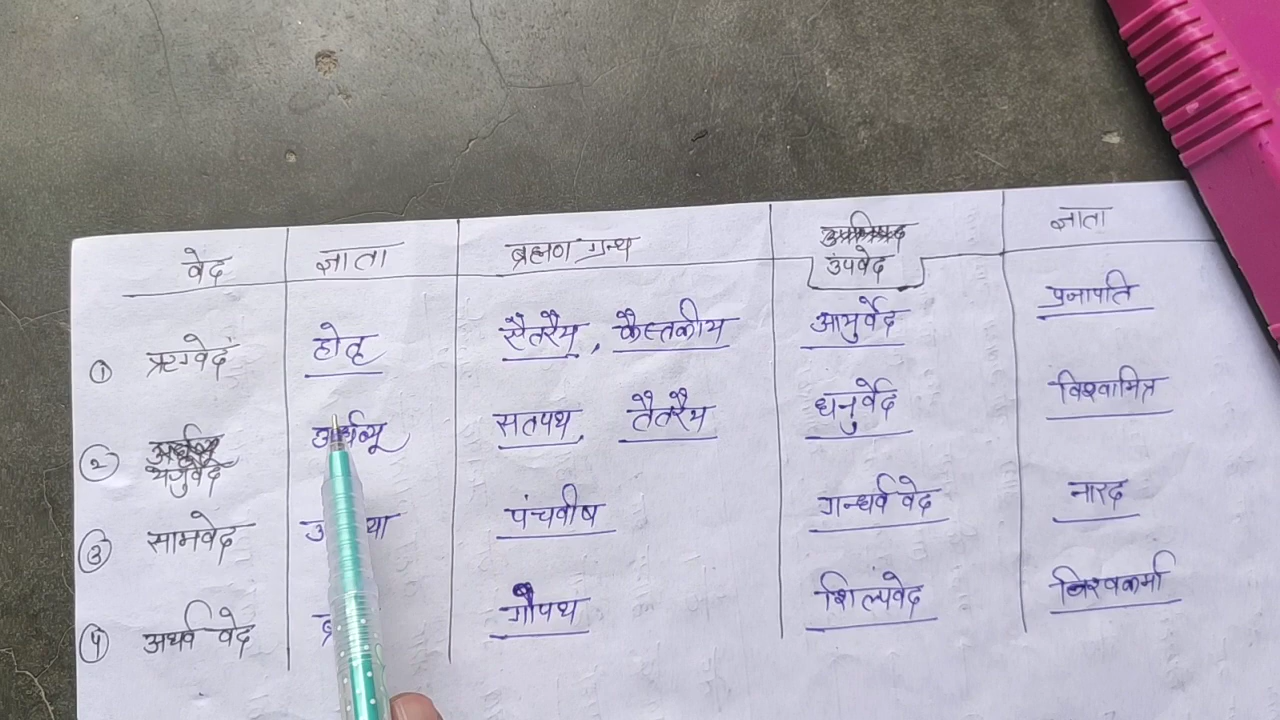 वेद ज्ञाता ब्रह्मण ग्रन्थ उपवेद ज्ञाता
① ऋग्वेद होतृ सैतरैय, कैस्तकीय आयुर्वेद प्रजापति
② यजुर्वेद सतपथ, तैतरैय धनुर्वेद विश्वामित्र
③ सामवेद पंचवीष गन्धर्व वेद नारद
④ अथर्व वेद गौपथ शिल्पवेद विश्वकर्मा